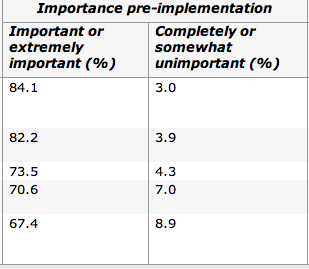 Importance pre-implementation
Important or extremely important (%) Completely or somewhat unimportant (%)
84.1 3.0
82.2 3.9
73.5 4.3
70.6 7.0
67.4 8.9